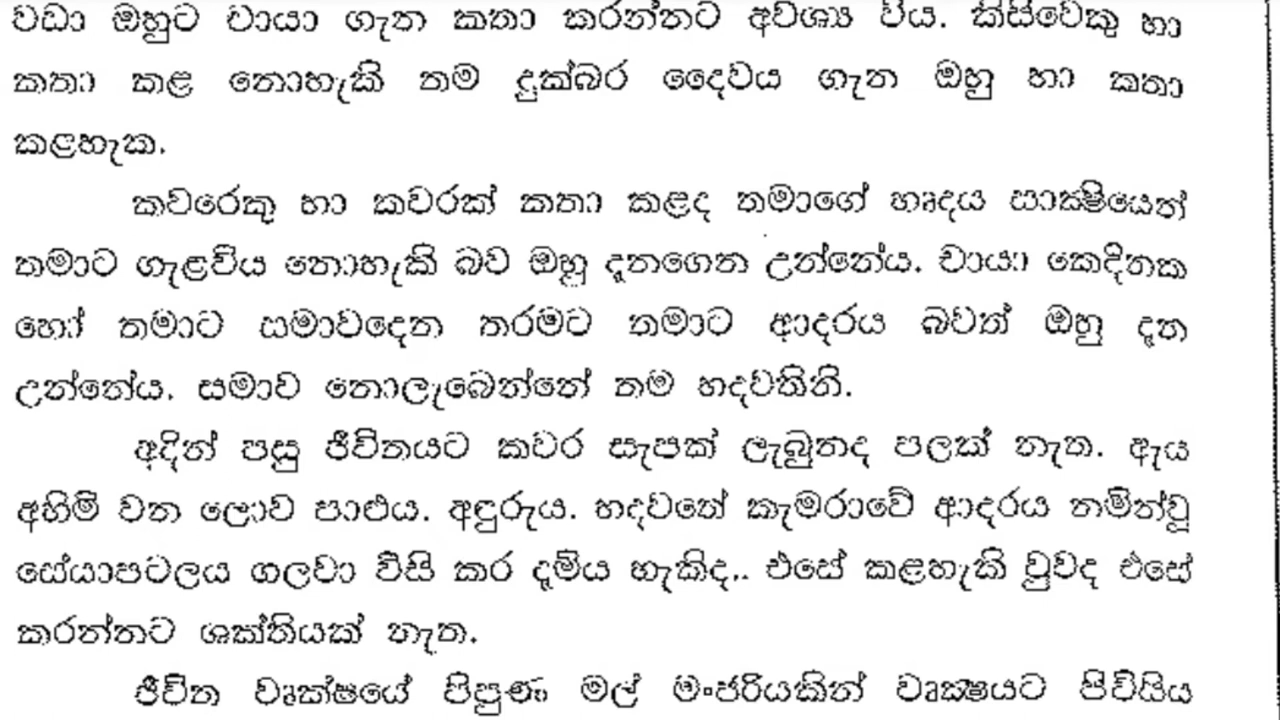 වඩා ඔහුට චායා ගැන කතා කරන්නට අවශ්‍ය විය. කිසිවෙකු හා
කතා කළ නොහැකි තම දුක්බර දෛවය ගැන ඔහු හා කතා
කළහැක.
කවරෙකු හා කවරක් කතා කළද තමාගේ හෘදය සාක්‍ෂියෙන්
තමාට ගැළවිය නොහැකි බව ඔහු දැනගෙන උන්නේය. චායා කෙදිනක
හෝ තමාට සමාවදෙන තරමට තමාට ආදරය බවත් ඔහු දැන
උන්නේය. සමාව නොලැබෙන්නේ තම හදවතිනි.
අදින් පසු ජීවිතයට කවර සැපක් ලැබුනද පලක් නැත. ඇය
අහිමි වන ලොව පාළුය. අඳුරුය. හදවතේ කැමරාවේ ආදරය නමින්වූ
සේයාපටලය ගලවා විසි කර දැමිය හැකිද.. එසේ කළහැකි වුවද එසේ
කරන්නට ශක්තියක් නැත.
ජීවිත වෘක්ෂයේ පිපුණ මල් මංජරියකින් වෘක්‍ෂයට පිවියිය